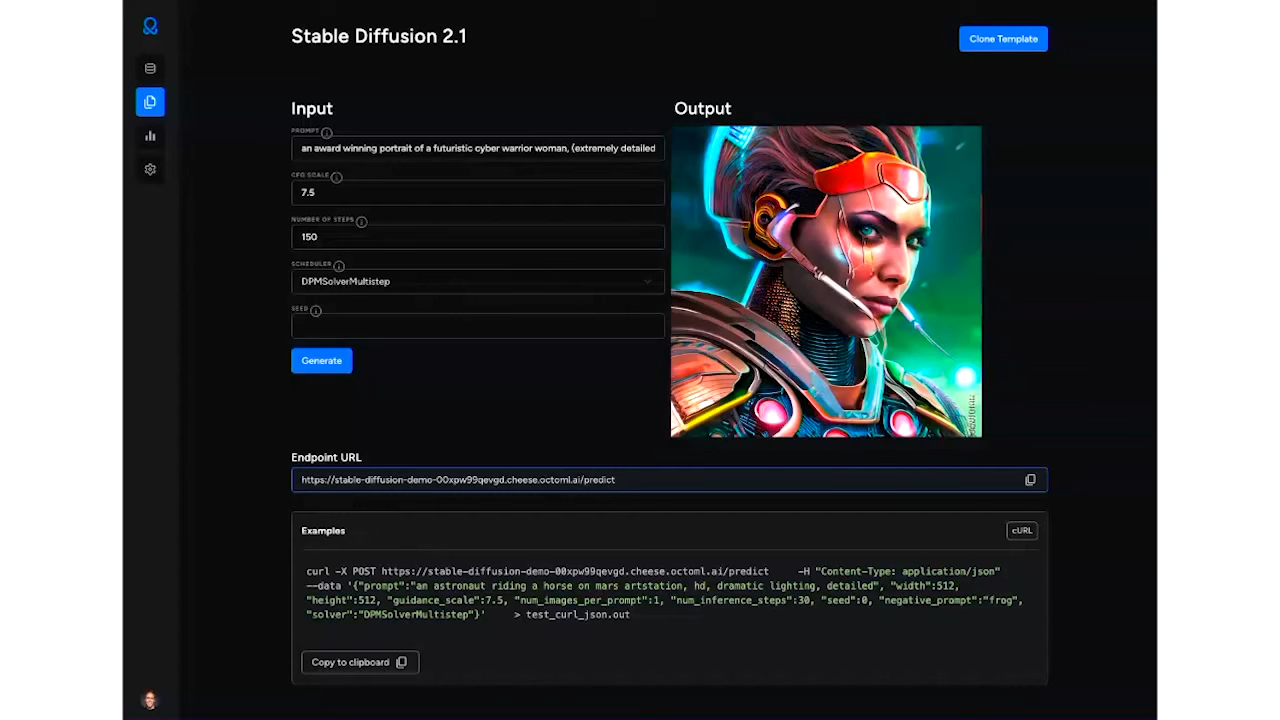 Stable Diffusion 2.1
Clone Template
Input
PROMPT
an award winning portrait of a futuristic cyber warrior woman, (extremely detailed
CFG SCALE
7.5
NUMBER OF STEPS
150
SCHEDULER
DPMSolverMultistep
SEED
Generate
Output
Endpoint URL
https://stable-diffusion-demo-00xpw99qevgd.cheese.octoml.ai/predict
Examples
cURL
curl -X POST https://stable-diffusion-demo-00xpw99qevgd.cheese.octoml.ai/predict -H "Content-Type: application/json"
--data '{"prompt":"an astronaut riding a horse on mars artstation, hd, dramatic lighting, detailed", "width":512,
"height":512, "guidance_scale":7.5, "num_images_per_prompt":1, "num_inference_steps":30, "seed":0, "negative_prompt":"frog",
"solver":"DPMSolverMultistep"}' > test_curl_json.out
Copy to clipboard